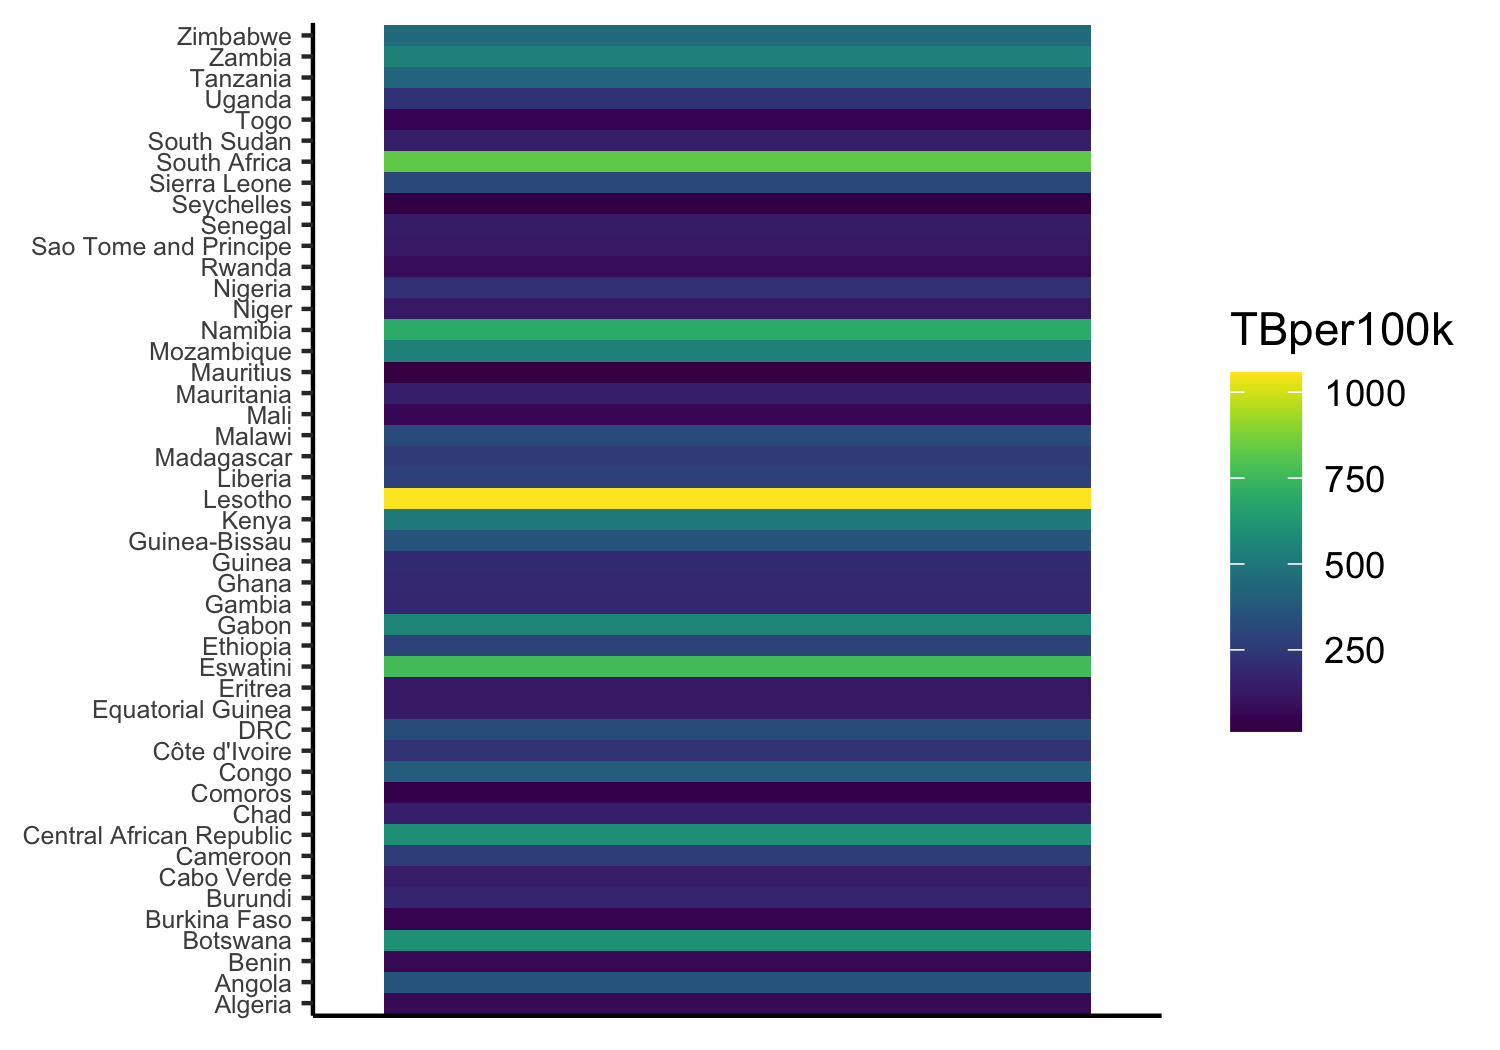 Zimbabwe
Zambia
Tanzania
Uganda
Togo
South Sudan
South Africa
Sierra Leone
Seychelles
Senegal
Sao Tome and Principe
Rwanda
Nigeria
Niger
Namibia
Mozambique
Mauritius
Mauritania
Mali
Malawi
Madagascar
Liberia
Lesotho
Kenya
Guinea-Bissau
Guinea
Ghana
Gambia
Gabon
Ethiopia
Eswatini
Eritrea
Equatorial Guinea
DRC
Côte d'Ivoire
Congo
Comoros
Chad
Central African Republic
Cameroon
Cabo Verde
Burundi
Burkina Faso
Botswana
Benin
Angola
Algeria
TBper100k
1000
750
500
250